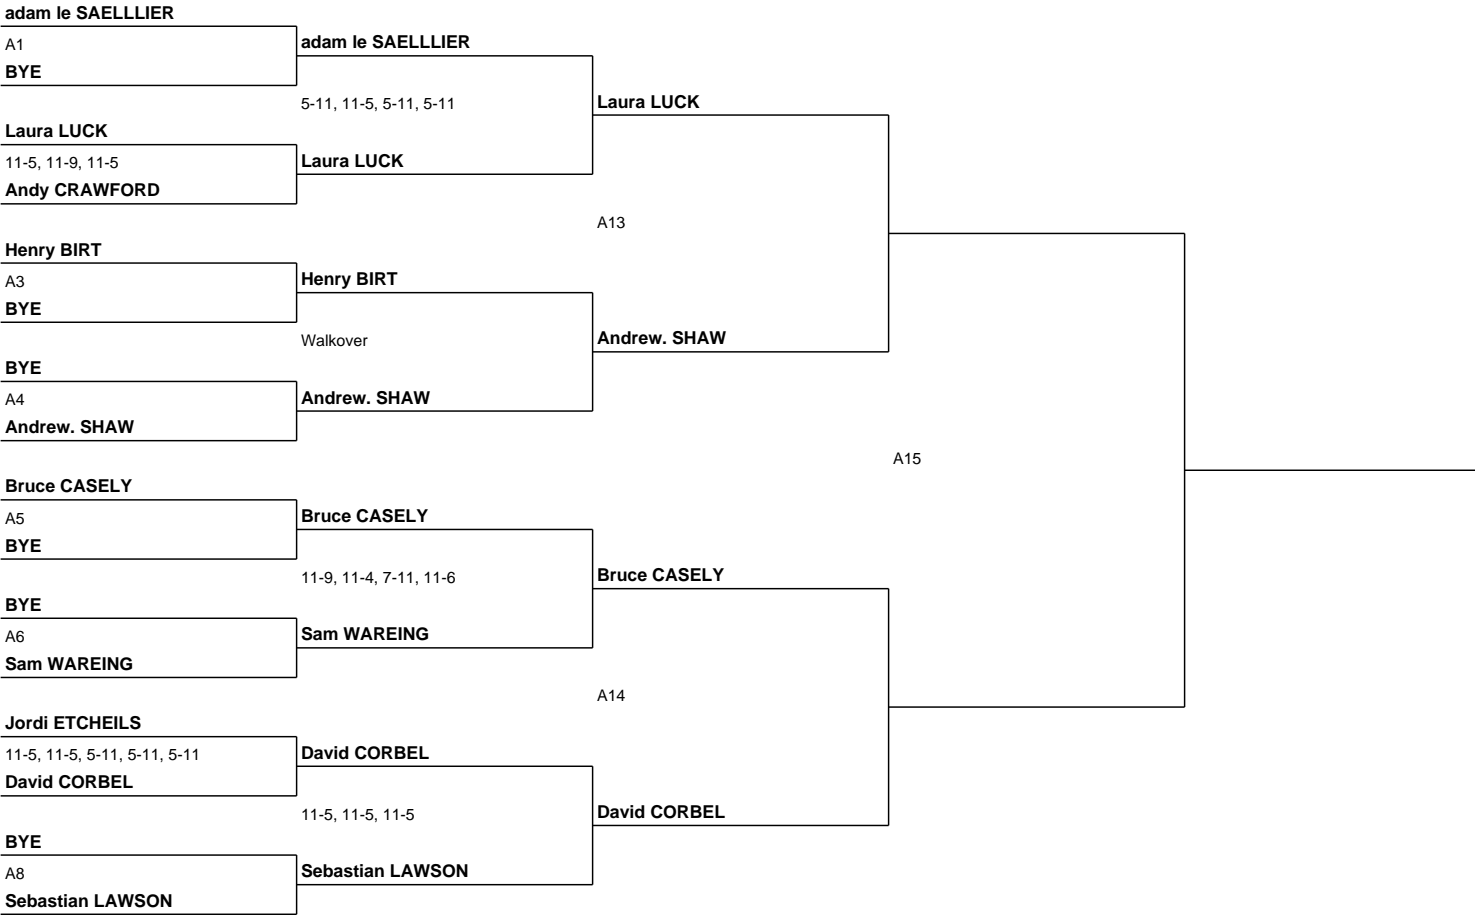 adam le SAELLLIER
A1
BYE
Laura LUCK
11-5, 11-9, 11-5
Andy CRAWFORD
Henry BIRT
A3
BYE
BYE
A4
Andrew. SHAW
Bruce CASELY
A5
BYE
BYE
A6
Sam WAREING
Jordi ETCHEILS
11-5, 11-5, 5-11, 5-11, 5-11
David CORBEL
BYE
A8
Sebastian LAWSON
adam le SAELLLIER
5-11, 11-5, 5-11, 5-11
Laura LUCK
Henry BIRT
Walkover
Andrew. SHAW
Bruce CASELY
11-9, 11-4, 7-11, 11-6
Sam WAREING
David CORBEL
11-5, 11-5, 11-5
Sebastian LAWSON
Laura LUCK
A13
Andrew. SHAW
Bruce CASELY
A14
David CORBEL
A15